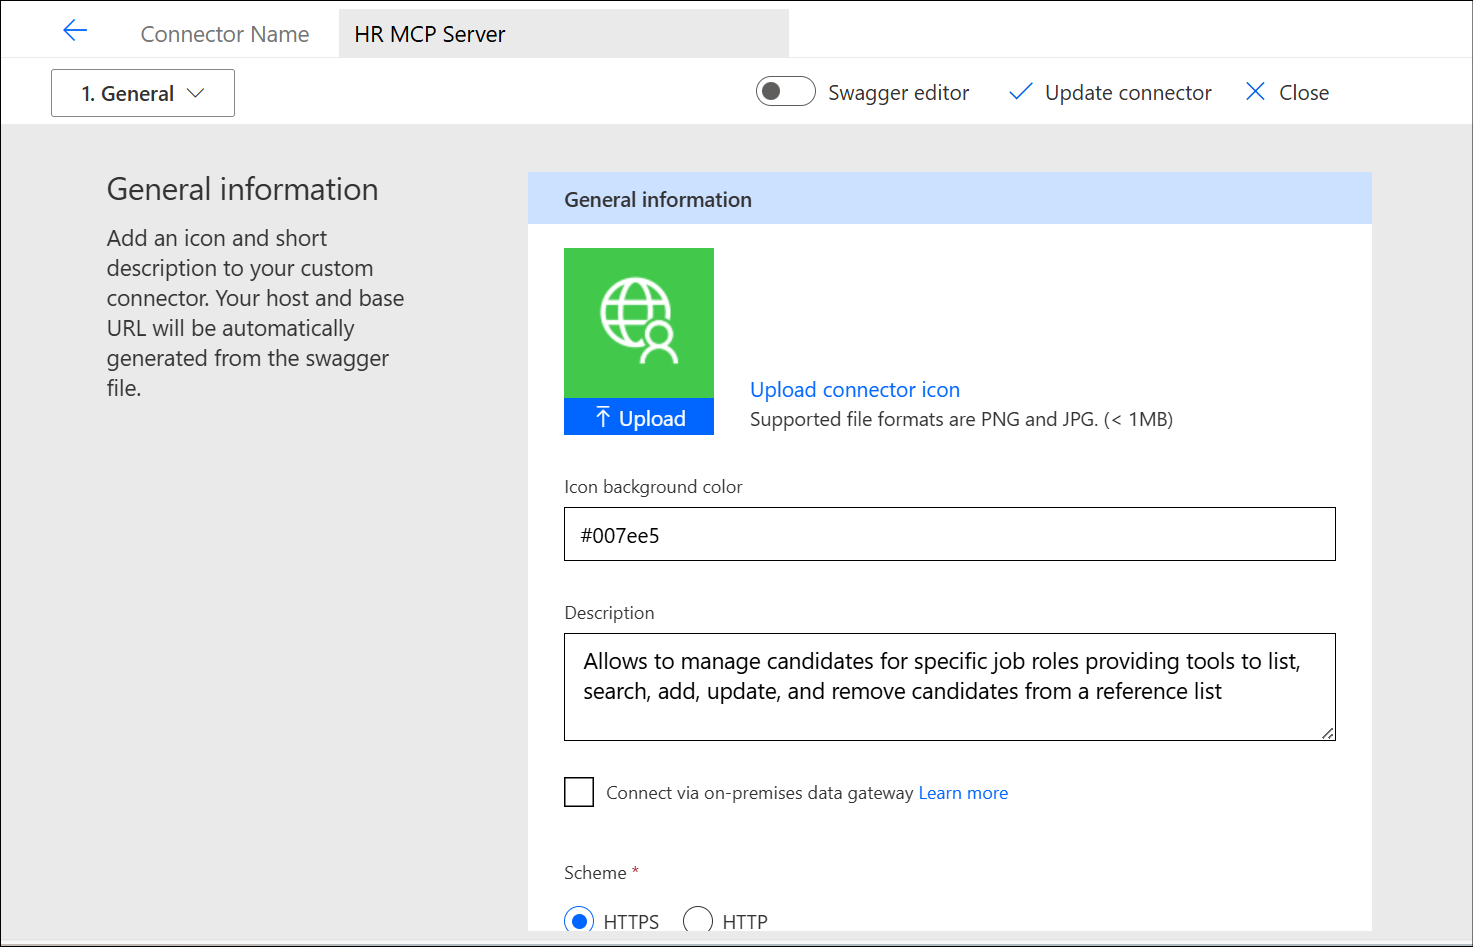 Connector Name
HR MCP Server
1. General
Swagger editor
Update connector
Close
General information
Add an icon and short
description to your custom
connector. Your host and base
URL will be automatically
generated from the swagger
file.
General information
Upload
Upload connector icon
Supported file formats are PNG and JPG. (< 1MB)
Icon background color
#007ee5
Description
Allows to manage candidates for specific job roles providing tools to list,
search, add, update, and remove candidates from a reference list
Connect via on-premises data gateway Learn more
Scheme *
HTTPS
HTTP